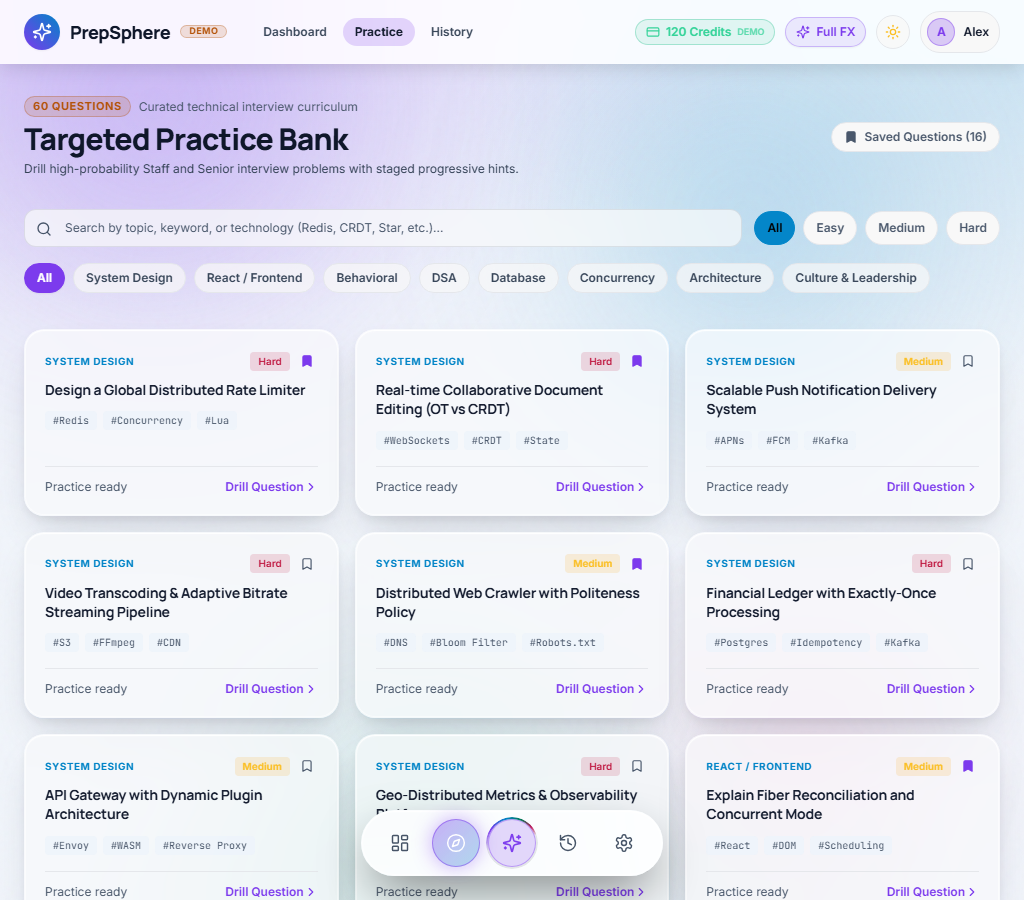 PrepSphere DEMO Dashboard Practice History 120 Credits DEMO Full FX A Alex
60 QUESTIONS Curated technical interview curriculum
Targeted Practice Bank
Saved Questions (16)
Drill high-probability Staff and Senior interview problems with staged progressive hints.
Search by topic, keyword, or technology (Redis, CRDT, Star, etc.)... All Easy Medium Hard
All System Design React / Frontend Behavioral DSA Database Concurrency Architecture Culture & Leadership
SYSTEM DESIGN Hard
Design a Global Distributed Rate Limiter
#Redis #Concurrency #Lua
Practice ready Drill Question
SYSTEM DESIGN Hard
Real-time Collaborative Document
Editing (OT vs CRDT)
#WebSockets #CRDT #State
Practice ready Drill Question
SYSTEM DESIGN Medium
Scalable Push Notification Delivery
System
#APNs #FCM #Kafka
Practice ready Drill Question
SYSTEM DESIGN Hard
Video Transcoding & Adaptive Bitrate
Streaming Pipeline
#S3 #FFmpeg #CDN
Practice ready Drill Question
SYSTEM DESIGN Medium
Distributed Web Crawler with Politeness
Policy
#DNS #Bloom Filter #Robots.txt
Practice ready Drill Question
SYSTEM DESIGN Hard
Financial Ledger with Exactly-Once
Processing
#Postgres #Idempotency #Kafka
Practice ready Drill Question
SYSTEM DESIGN Medium
API Gateway with Dynamic Plugin
Architecture
#Envoy #WASM #Reverse Proxy
Practice ready Drill Question
SYSTEM DESIGN Hard
Geo-Distributed Metrics & Observability
Practice ready Drill Question
REACT / FRONTEND Medium
Explain Fiber Reconciliation and
Concurrent Mode
#React #DOM #Scheduling
Practice ready Drill Question